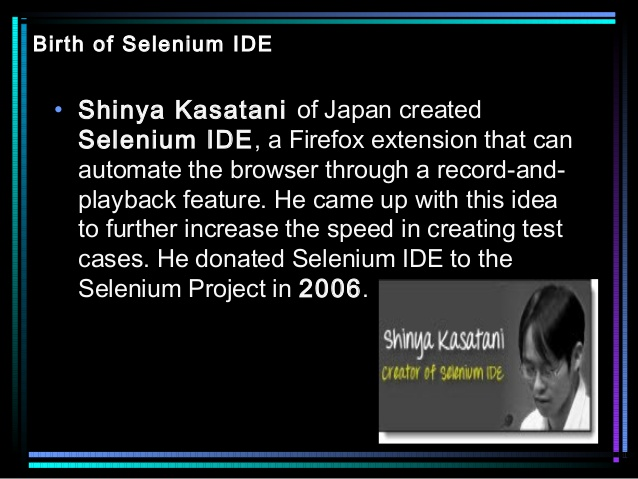 Birth of Selenium IDE
• Shinya Kasatani of Japan created
Selenium IDE, a Firefox extension that can
automate the browser through a record-and-
playback feature. He came up with this idea
to further increase the speed in creating test
cases. He donated Selenium IDE to the
Selenium Project in 2006.
Shinya Kasatani
Creator of Selenium IDE